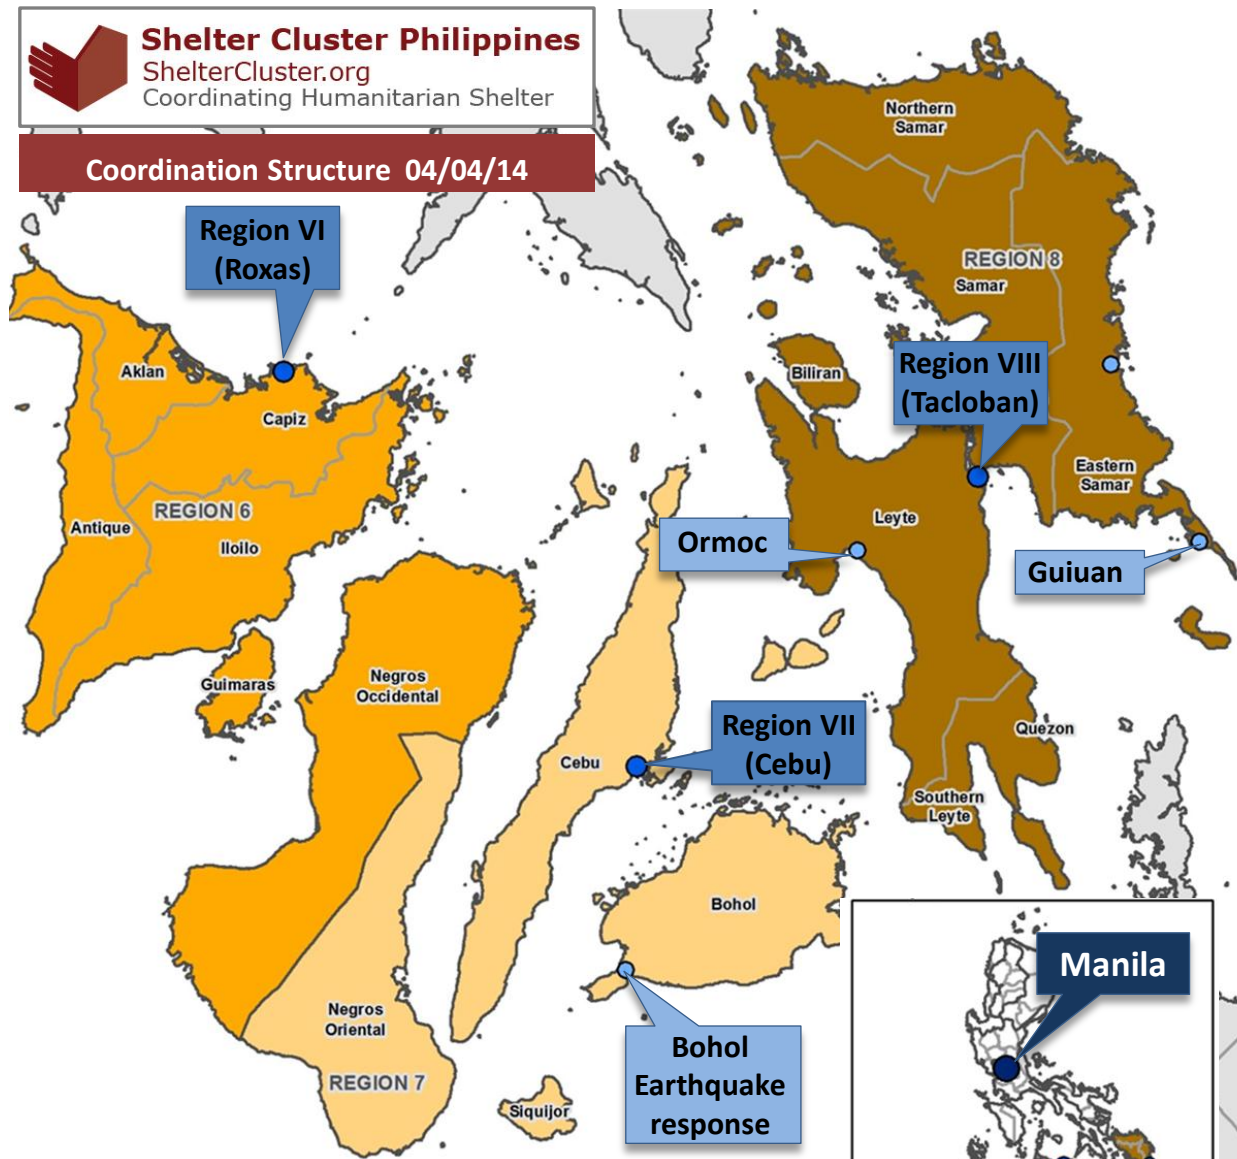 Shelter Cluster Philippines
ShelterCluster.org
Coordinating Humanitarian Shelter
Coordination Structure 04/04/14
Northern
Samar
Region VI
(Roxas)
REGION 8
Samar
Aklan
Biliran
Region VIII
(Tacloban)
Capiz
Eastern
Samar
REGION 6
Antique
Iloilo
Leyte
Ormoc
Guiuan
Guimaras
Negros
Occidental
Region VII
(Cebu)
Quezon
Cebu
Southern
Leyte
Bohol
Manila
Negros
Oriental
Bohol
Earthquake
response
REGION 7
Siquijor